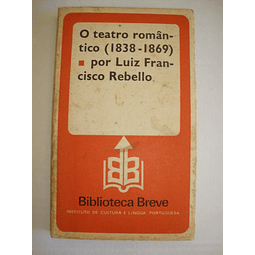 O teatro român-
tico (1838-1869)
por Luiz Fran-
cisco Rebello
Biblioteca Breve
INSTITUTO DE CULTURA E LÍNGUA PORTUGUESA